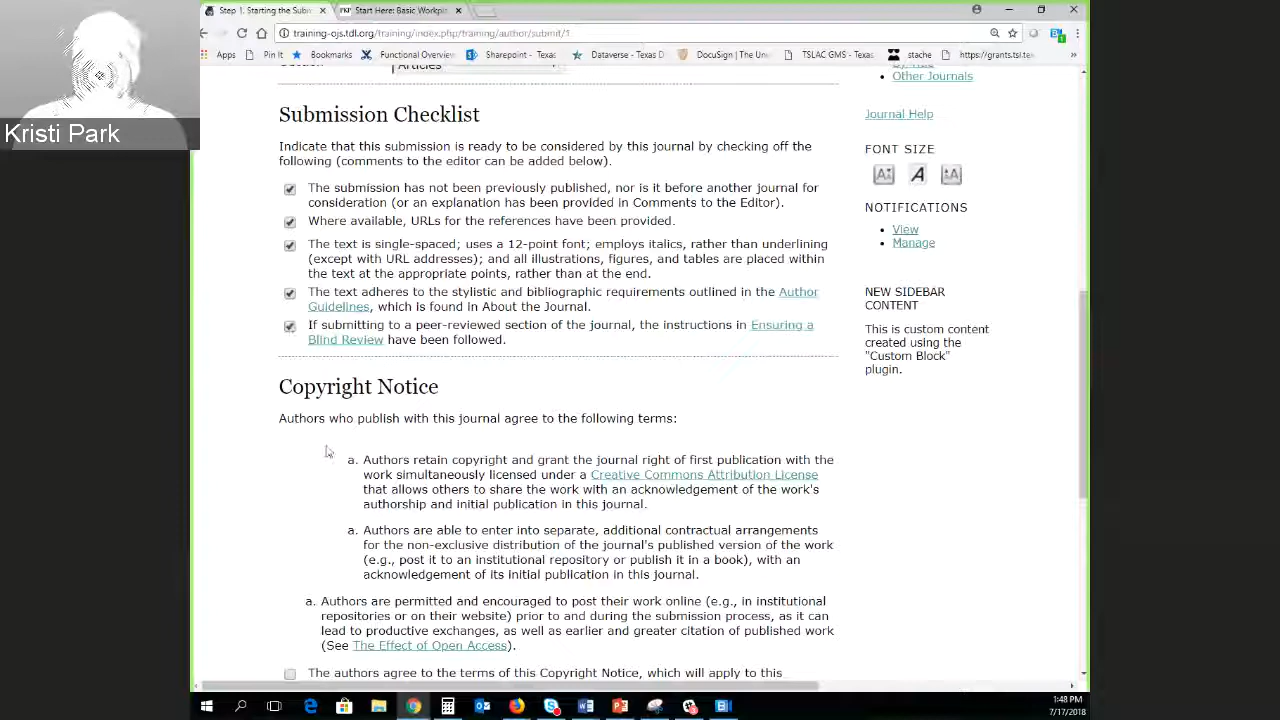 Step 1. Starting the Subm
Start Here: Basic Workpla
training-ojs.tdl.org/training/index.php/training/author/submit/1
Apps
Pin It
Bookmarks
Functional Overview
Sharepoint - Texas
Dataverse - Texas D
DocuSign | The Univ
TSLAC GMS - Texas
stache
https://grants.tsl.tex
Kristi Park
Articles
By Title
Other Journals
Journal Help
Submission Checklist
Indicate that this submission is ready to be considered by this journal by checking off the
following (comments to the editor can be added below).
The submission has not been previously published, nor is it before another journal for
consideration (or an explanation has been provided in Comments to the Editor).
Where available, URLs for the references have been provided.
The text is single-spaced; uses a 12-point font; employs italics, rather than underlining
(except with URL addresses); and all illustrations, figures, and tables are placed within
the text at the appropriate points, rather than at the end.
The text adheres to the stylistic and bibliographic requirements outlined in the Author
Guidelines, which is found in About the Journal.
If submitting to a peer-reviewed section of the journal, the instructions in Ensuring a
Blind Review have been followed.
FONT SIZE
NOTIFICATIONS
View
Manage
NEW SIDEBAR
CONTENT
This is custom content
created using the
"Custom Block"
plugin.
Copyright Notice
Authors who publish with this journal agree to the following terms:
a. Authors retain copyright and grant the journal right of first publication with the
work simultaneously licensed under a Creative Commons Attribution License
that allows others to share the work with an acknowledgement of the work's
authorship and initial publication in this journal.
a. Authors are able to enter into separate, additional contractual arrangements
for the non-exclusive distribution of the journal's published version of the work
(e.g., post it to an institutional repository or publish it in a book), with an
acknowledgement of its initial publication in this journal.
a. Authors are permitted and encouraged to post their work online (e.g., in institutional
repositories or on their website) prior to and during the submission process, as it can
lead to productive exchanges, as well as earlier and greater citation of published work
(See The Effect of Open Access).
The authors agree to the terms of this Copyright Notice, which will apply to this
1:48 PM
7/17/2018